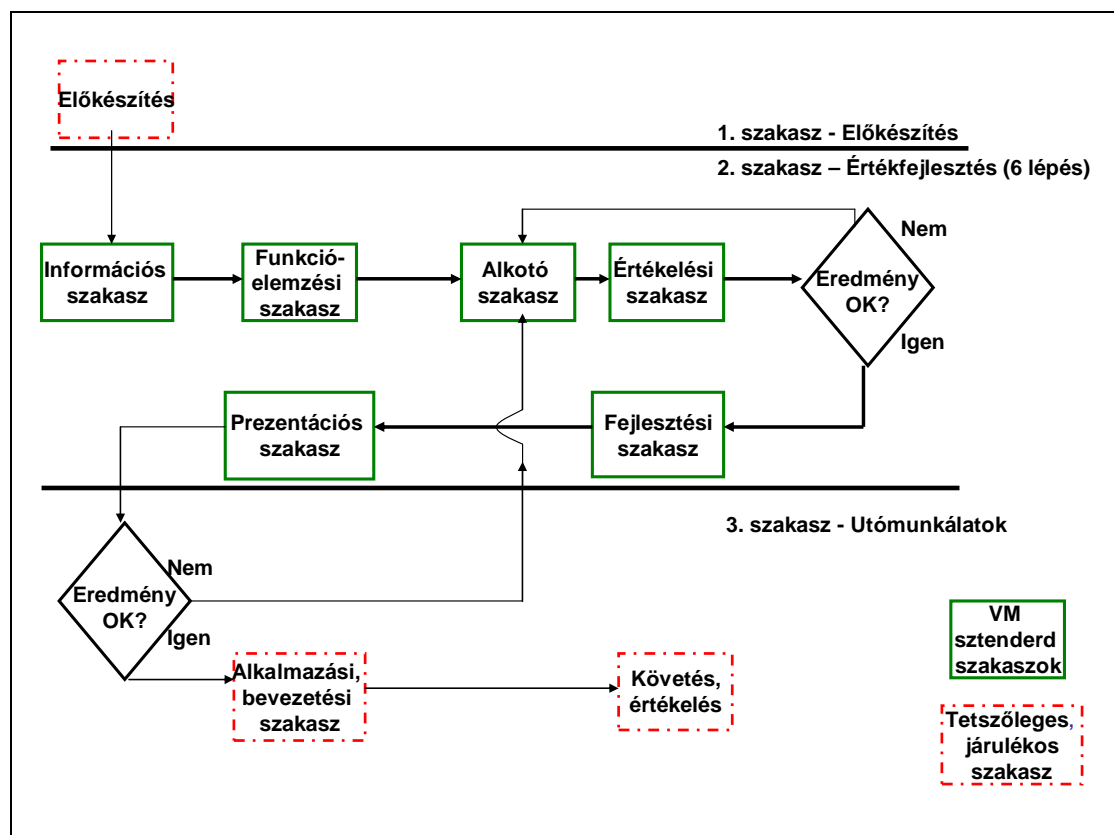 Előkészítés
1. szakasz - Előkészítés
2. szakasz – Értékfejlesztés (6 lépés)
Információs
szakasz
Funkció-
elemzési
szakasz
Alkotó
szakasz
Értékelési
szakasz
Nem
Eredmény
OK?
Igen
Prezentációs
szakasz
Fejlesztési
szakasz
3. szakasz - Utómunkálatok
Nem
Eredmény
OK?
Igen
Alkalmazási,
bevezetési
szakasz
Követés,
értékelés
VM
sztenderd
szakaszok
Tetszőleges,
járulékos
szakasz